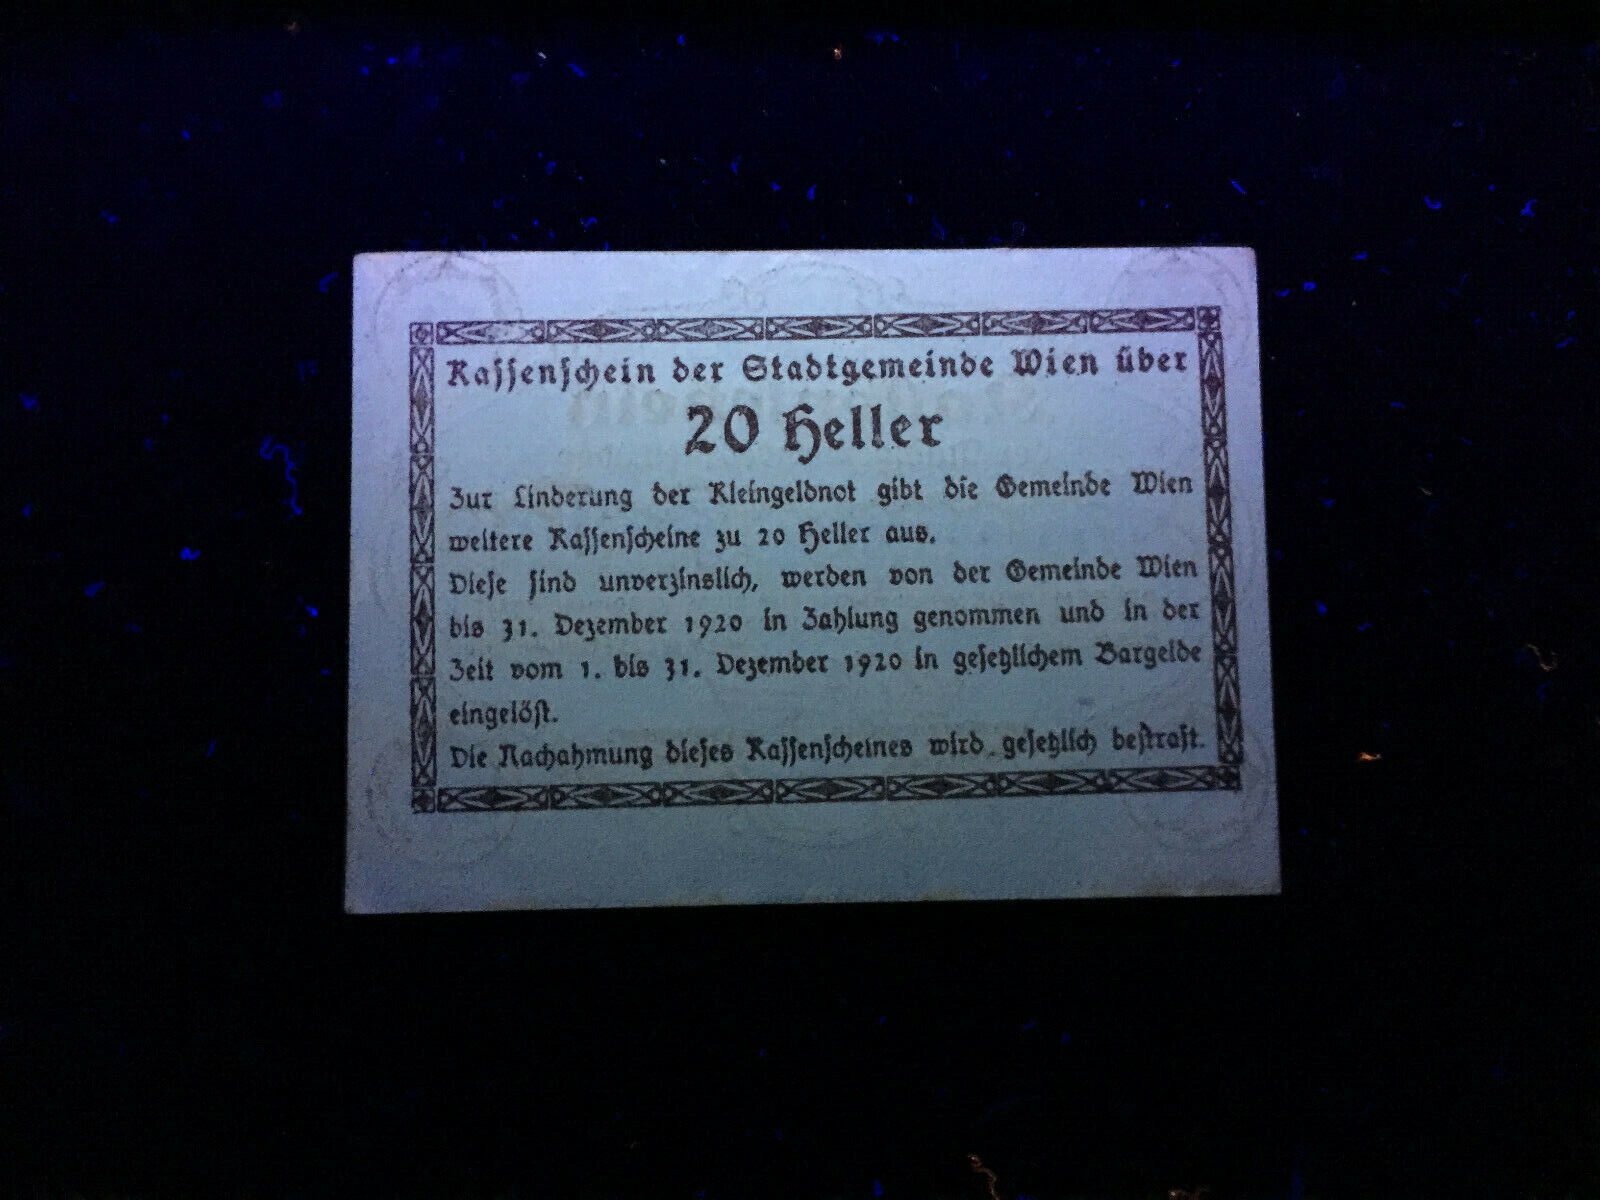 Kassenschein der Stadtgemeinde Wien über
20 Heller
Zur Linderung der Kleingeldnot gibt die Gemeinde Wien
weitere Kassenscheine zu 20 Heller aus.
Diese sind unverzinslich, werden von der Gemeinde Wien
bis 31. Dezember 1920 in Zahlung genommen und in der
Zeit vom 1. bis 31. Dezember 1920 in gesetzlichem Bargelde
eingelöst.
Die Nachahmung dieses Kassenscheines wird gesetzlich bestraft.